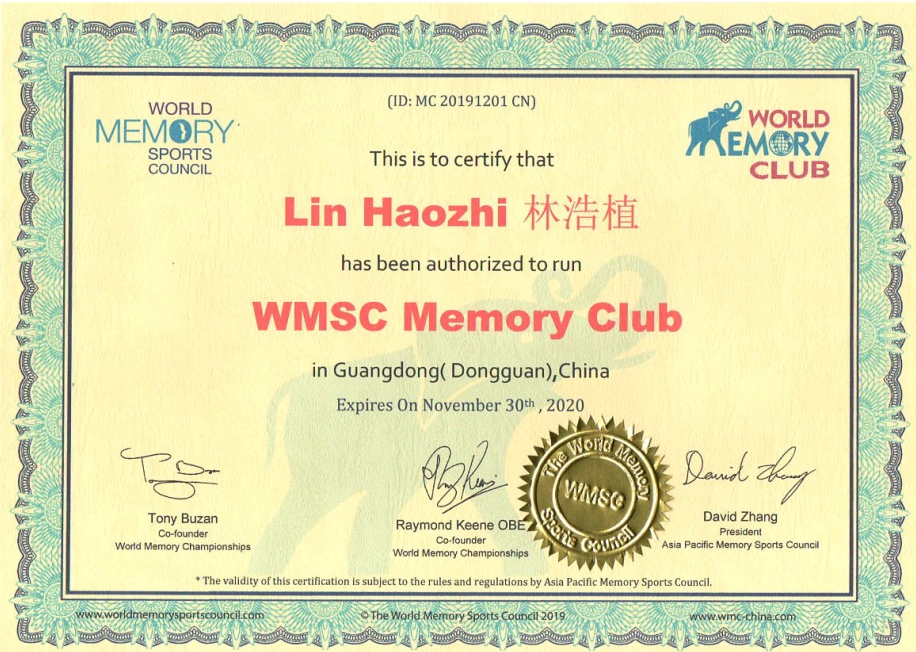 (ID: MC 20191201 CN)
WORLD
MEMORY
SPORTS
COUNCIL
WORLD
MEMORY
CLUB
This is to certify that
Lin Haozhi 林浩植
has been authorized to run
WMSC Memory Club
in Guangdong( Dongguan),China
Expires On November 30th , 2020
Tony Buzan
Co-founder
World Memory Championships
Raymond Keene OBE
Co-founder
World Memory Championships
The World Memory
WMSC
Sports Council
David Zhang
David Zhang
President
Asia Pacific Memory Sports Council
* The validity of this certification is subject to the rules and regulations by Asia Pacific Memory Sports Council.
www.worldmemorysportscouncil.com
© The World Memory Sports Council 2019
www.wmc-china.com